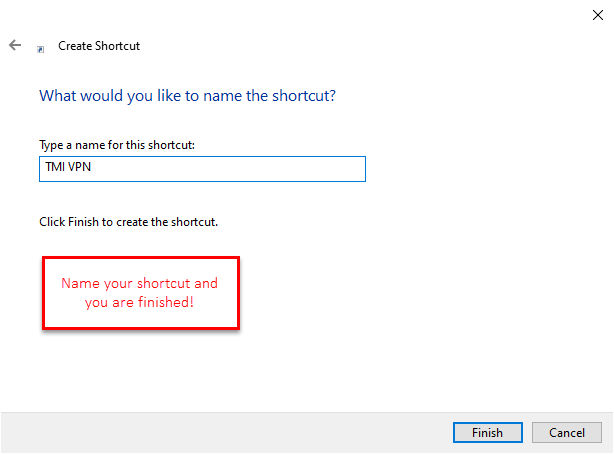 Create Shortcut
What would you like to name the shortcut?
Type a name for this shortcut:
TMI VPN
Click Finish to create the shortcut.
Name your shortcut and
you are finished!
Finish
Cancel